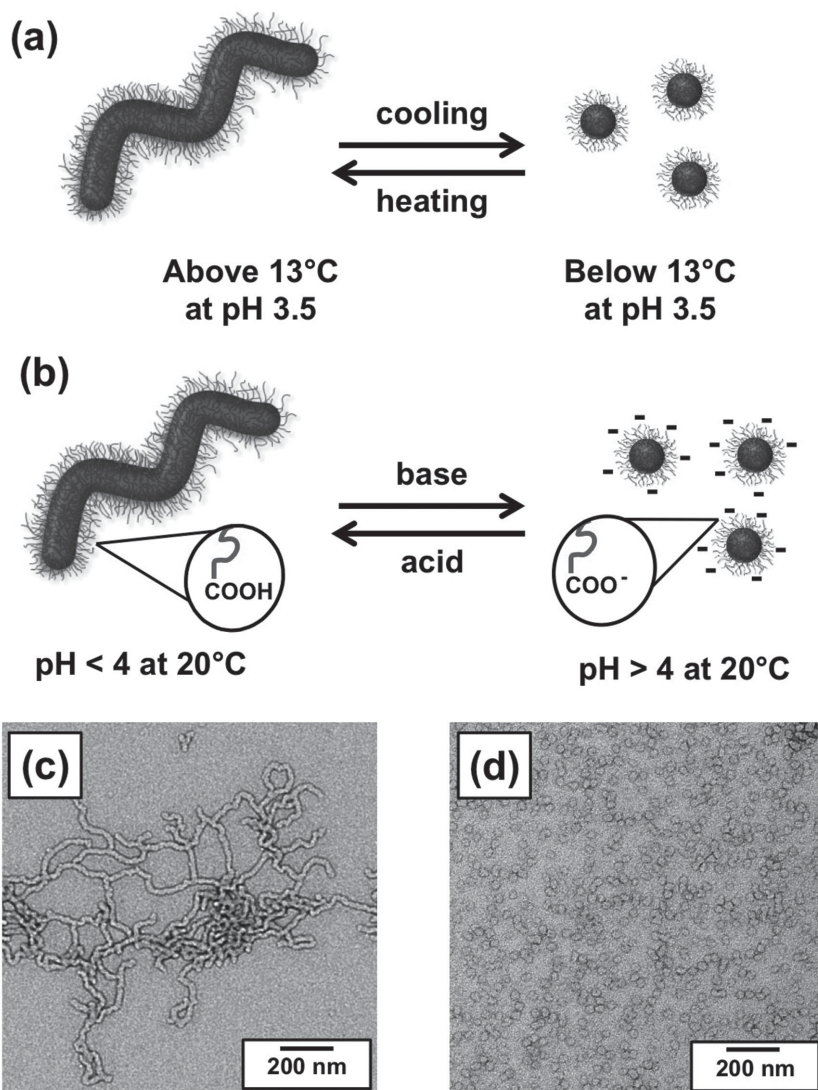 (a)
cooling
heating
Above 13°C
at pH 3.5
Below 13°C
at pH 3.5
(b)
base
acid
COOH
COO-
pH < 4 at 20°C
pH > 4 at 20°C
(c)
200 nm
(d)
200 nm